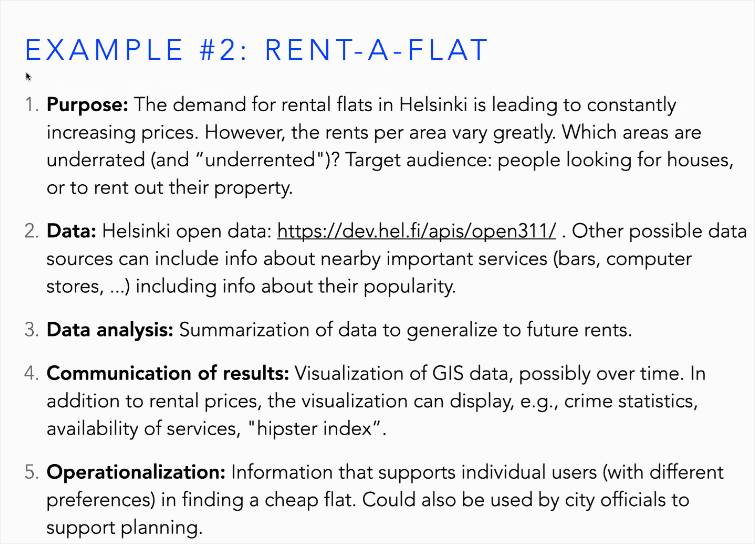 EXAMPLE #2: RENT-A-FLAT
1. Purpose: The demand for rental flats in Helsinki is leading to constantly
increasing prices. However, the rents per area vary greatly. Which areas are
underrated (and “underrented")? Target audience: people looking for houses,
or to rent out their property.
2. Data: Helsinki open data: https://dev.hel.fi/apis/open311/ . Other possible data
sources can include info about nearby important services (bars, computer
stores, ...) including info about their popularity.
3. Data analysis: Summarization of data to generalize to future rents.
4. Communication of results: Visualization of GIS data, possibly over time. In
addition to rental prices, the visualization can display, e.g., crime statistics,
availability of services, "hipster index”.
5. Operationalization: Information that supports individual users (with different
preferences) in finding a cheap flat. Could also be used by city officials to
support planning.